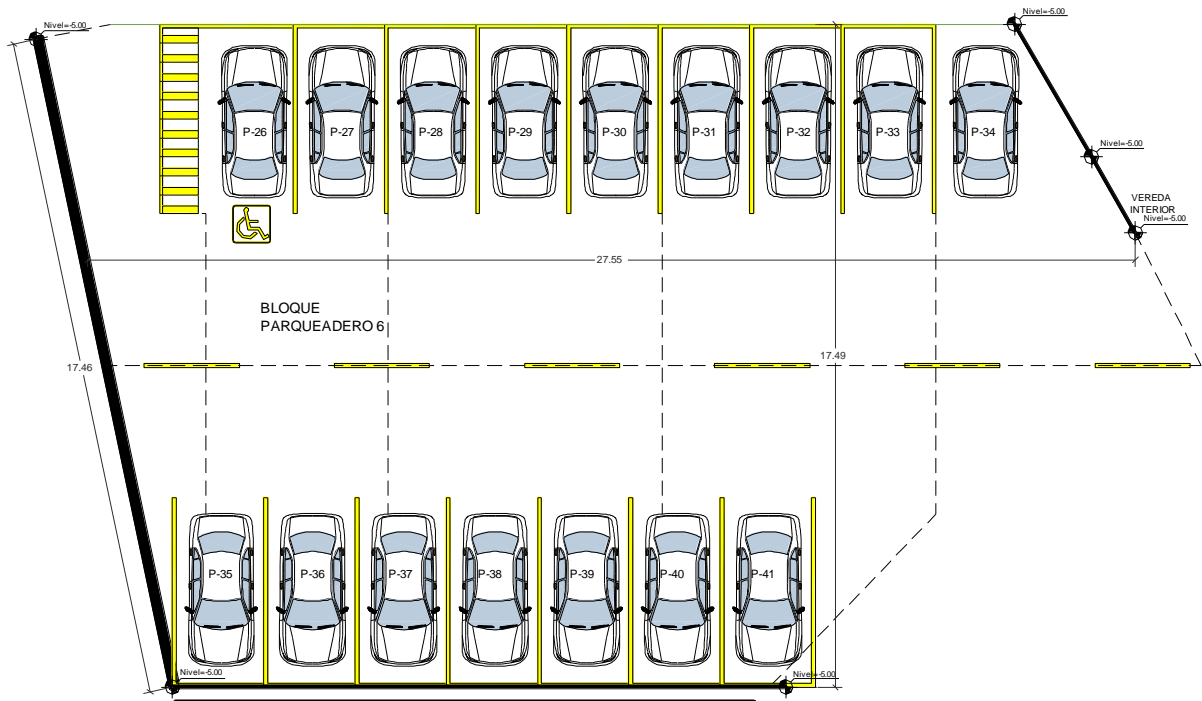 Nivel=-5.00
Nivel=-5.00
P-26
P-27
P-28
P-29
P-30
P-31
P-32
P-33
P-34
Nivel=-5.00
VEREDA
INTERIOR
Nivel=-5.00
27.55
BLOQUE
PARQUEADERO 6
17.46
17.49
P-35
P-36
P-37
P-38
P-39
P-40
P-41
Nivel=-5.00
Nivel=-5.00